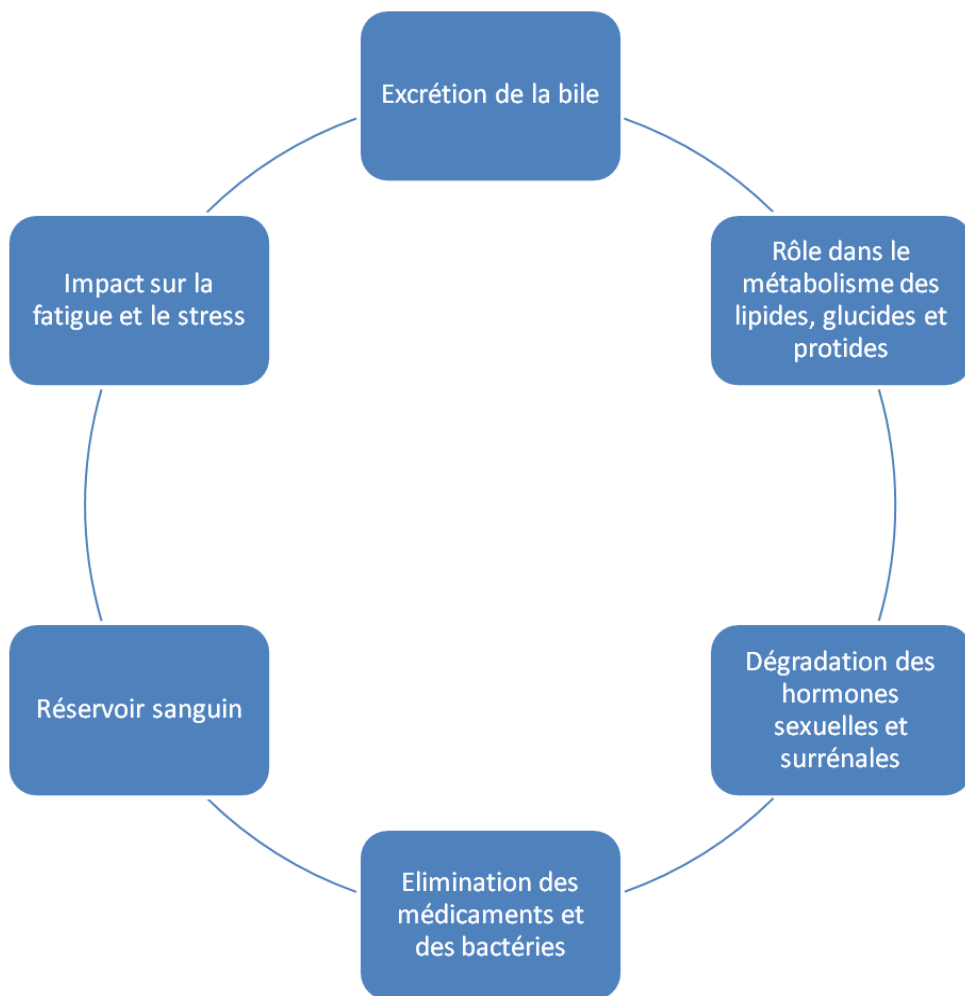 Excrétion de la bile
Rôle dans le
métabolisme des
lipides, glucides et
protides
Dégradation des
hormones
sexuelles et
surrénales
Elimination des
médicaments et
des bactéries
Réservoir sanguin
Impact sur la
fatigue et le stress